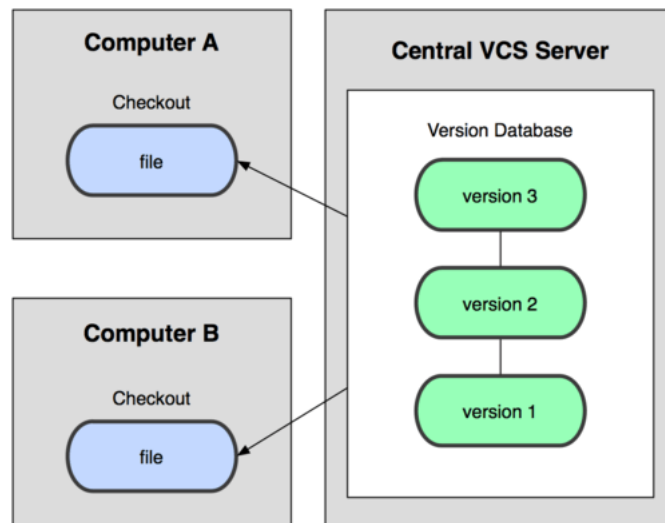 Computer A
Checkout
file
Computer B
Checkout
file
Central VCS Server
Version Database
version 3
version 2
version 1